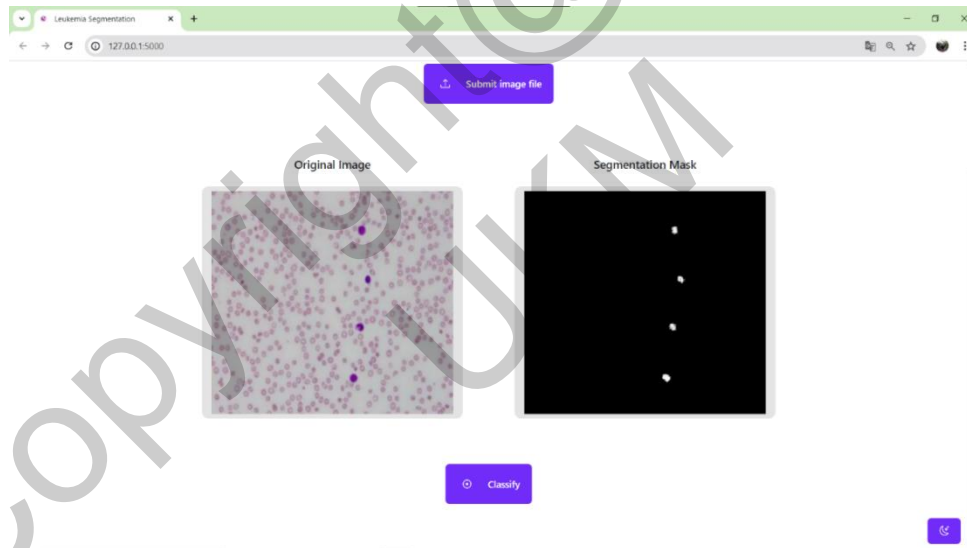 Leukemia Segmentation
127.0.0.1:5000
Submit image file
Original Image
Segmentation Mask
Classify
Copyright@
UKM